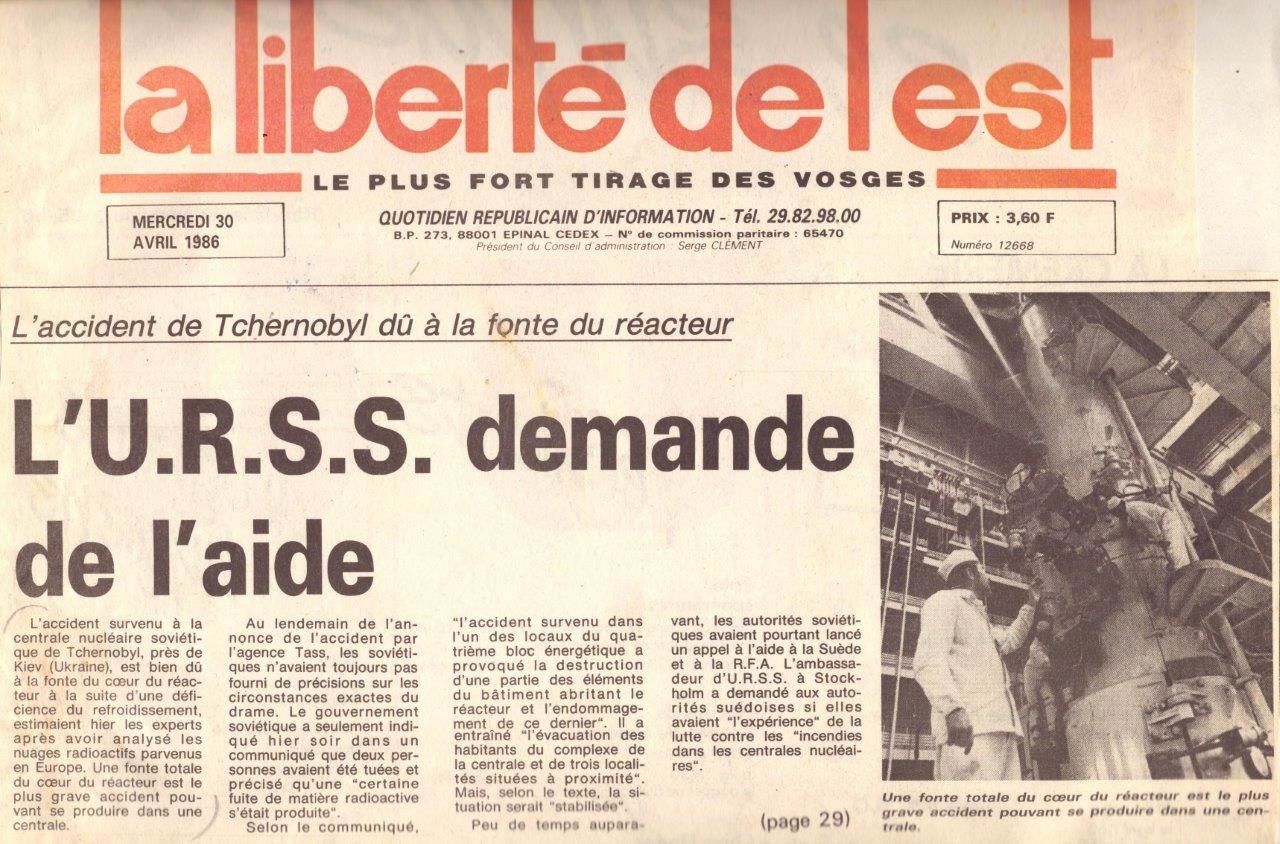 la liberté de l'est
LE PLUS FORT TIRAGE DES VOSGES
MERCREDI 30
AVRIL 1986
QUOTIDIEN REPUBLICAIN D'INFORMATION - Tél. 29.82.98.00
B.P. 273, 88001 EPINAL CEDEX — N° de commission paritaire : 65470
Président du Conseil d'administration : Serge CLÉMENT
PRIX : 3,60 F
Numéro 12668
L'accident de Tchernobyl dû à la fonte du réacteur
L'U.R.S.S. demande
de l'aide
L'accident survenu à la
centrale nucléaire soviéti-
que de Tchernobyl, près de
Kiev (Ukraine), est bien dû
à la fonte du cœur du réac-
teur à la suite d'une défi-
cience du refroidissement,
estimaient hier les experts
après avoir analysé les
nuages radioactifs parvenus
en Europe. Une fonte totale
du cœur du réacteur est le
plus grave accident pou-
vant se produire dans une
centrale.
Au lendemain de l'an-
nonce de l'accident par
l'agence Tass, les soviéti-
ques n'avaient toujours pas
fourni de précisions sur les
circonstances exactes du
drame. Le gouvernement
soviétique a seulement indi-
qué hier soir dans un
communiqué que deux per-
sonnes avaient été tuées et
précisé qu'une "certaine
fuite de matière radioactive
s'était produite".
Selon le communiqué,
"l'accident survenu dans
l'un des locaux du qua-
trième bloc énergétique a
provoqué la destruction
d'une partie des éléments
du bâtiment abritant le
réacteur et l'endommage-
ment de ce dernier". Il a
entraîné "l'évacuation des
habitants du complexe de
la centrale et de trois locali-
tés situées à proximité".
Mais, selon le texte, la si-
tuation serait "stabilisée".
Peu de temps aupara-
vant, les autorités soviéti-
ques avaient pourtant lancé
un appel à l'aide à la Suède
et à la R.F.A. L'ambassa-
deur d'U.R.S.S. à Stock-
holm a demandé aux auto-
rités suédoises si elles
avaient "l'expérience" de la
lutte contre les "incendies
dans les centrales nucléai-
res".
(page 29)
Une fonte totale du cœur du réacteur est le plus
grave accident pouvant se produire dans une cen-
trale.